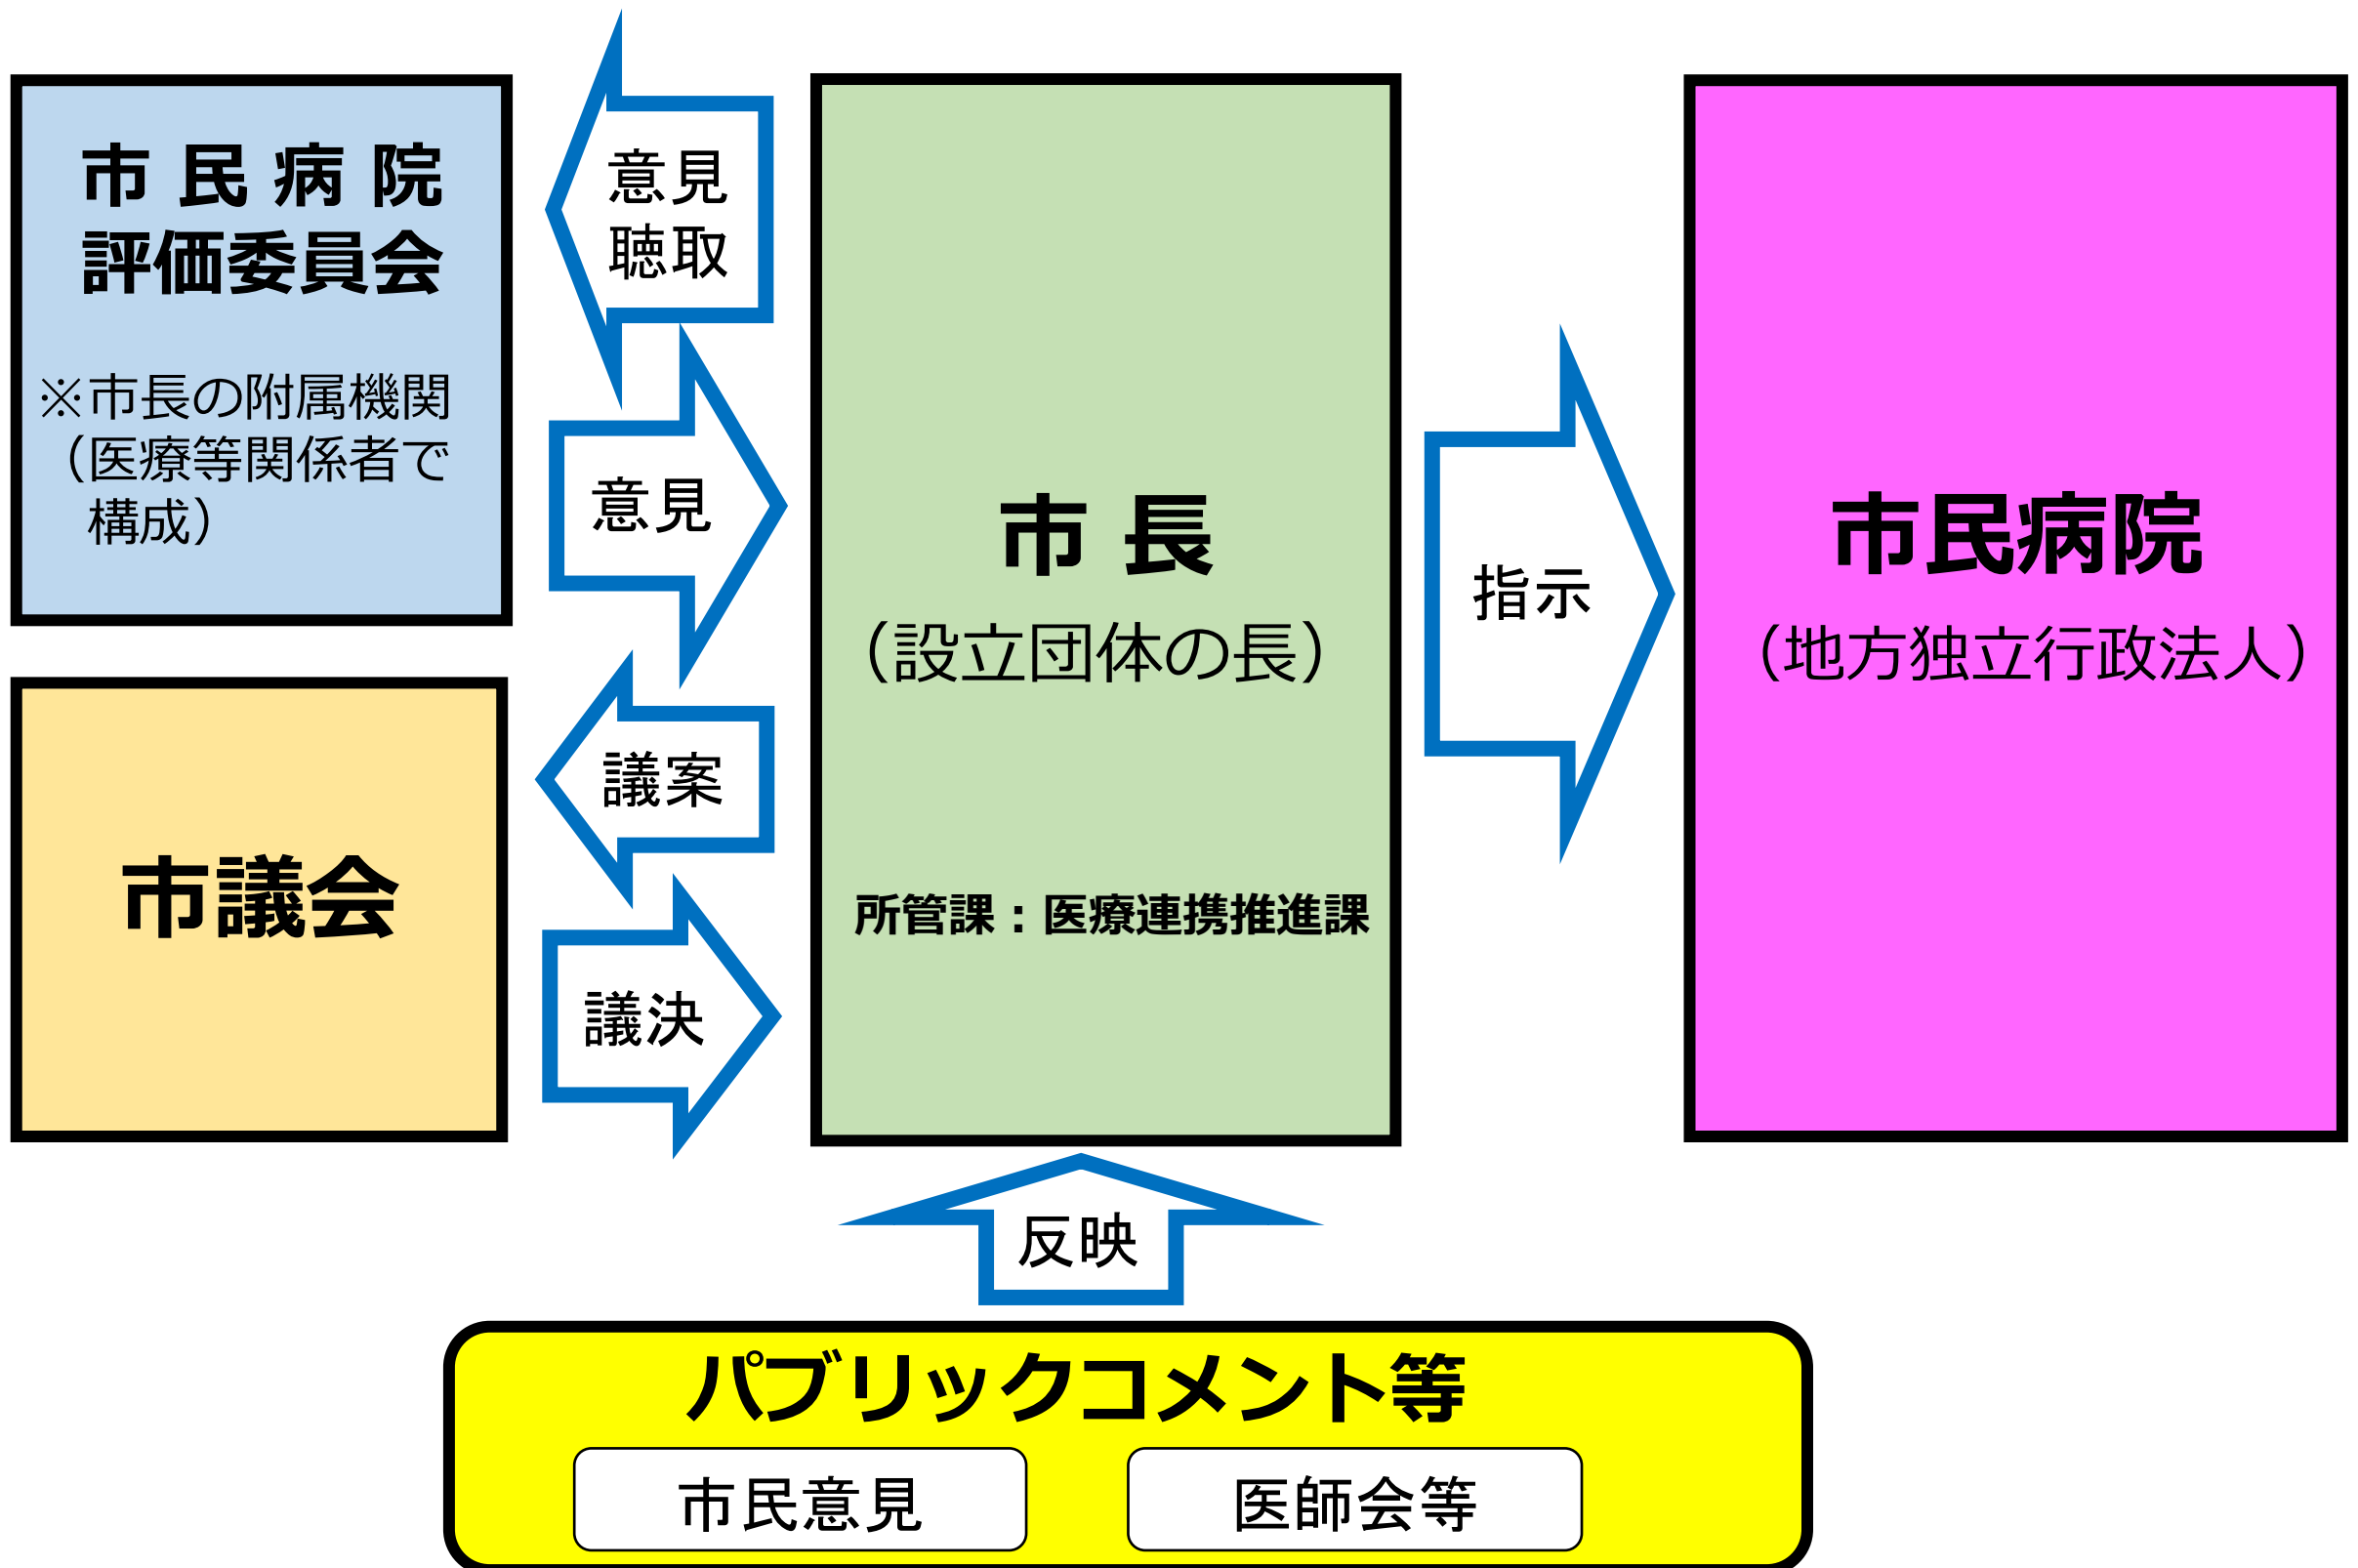 市 民 病 院
評価委員会
※市長の附属機関
(医療等関係者で
構成)
意見
聴取
意見
市議会
議案
議決
市 長
(設立団体の長)
所管課：医療連携推進課
指示
市民病院
(地方独立行政法人)
反映
パブリックコメント等
市民意見
医師会等